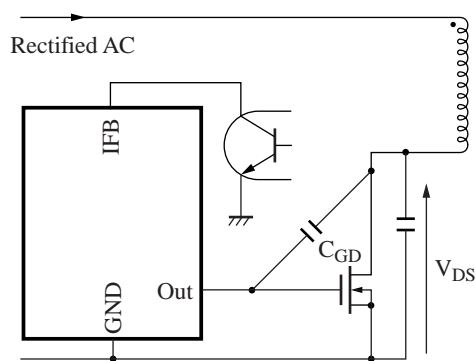 Rectified AC
IFB
C_GD
Out
GND
V_DS